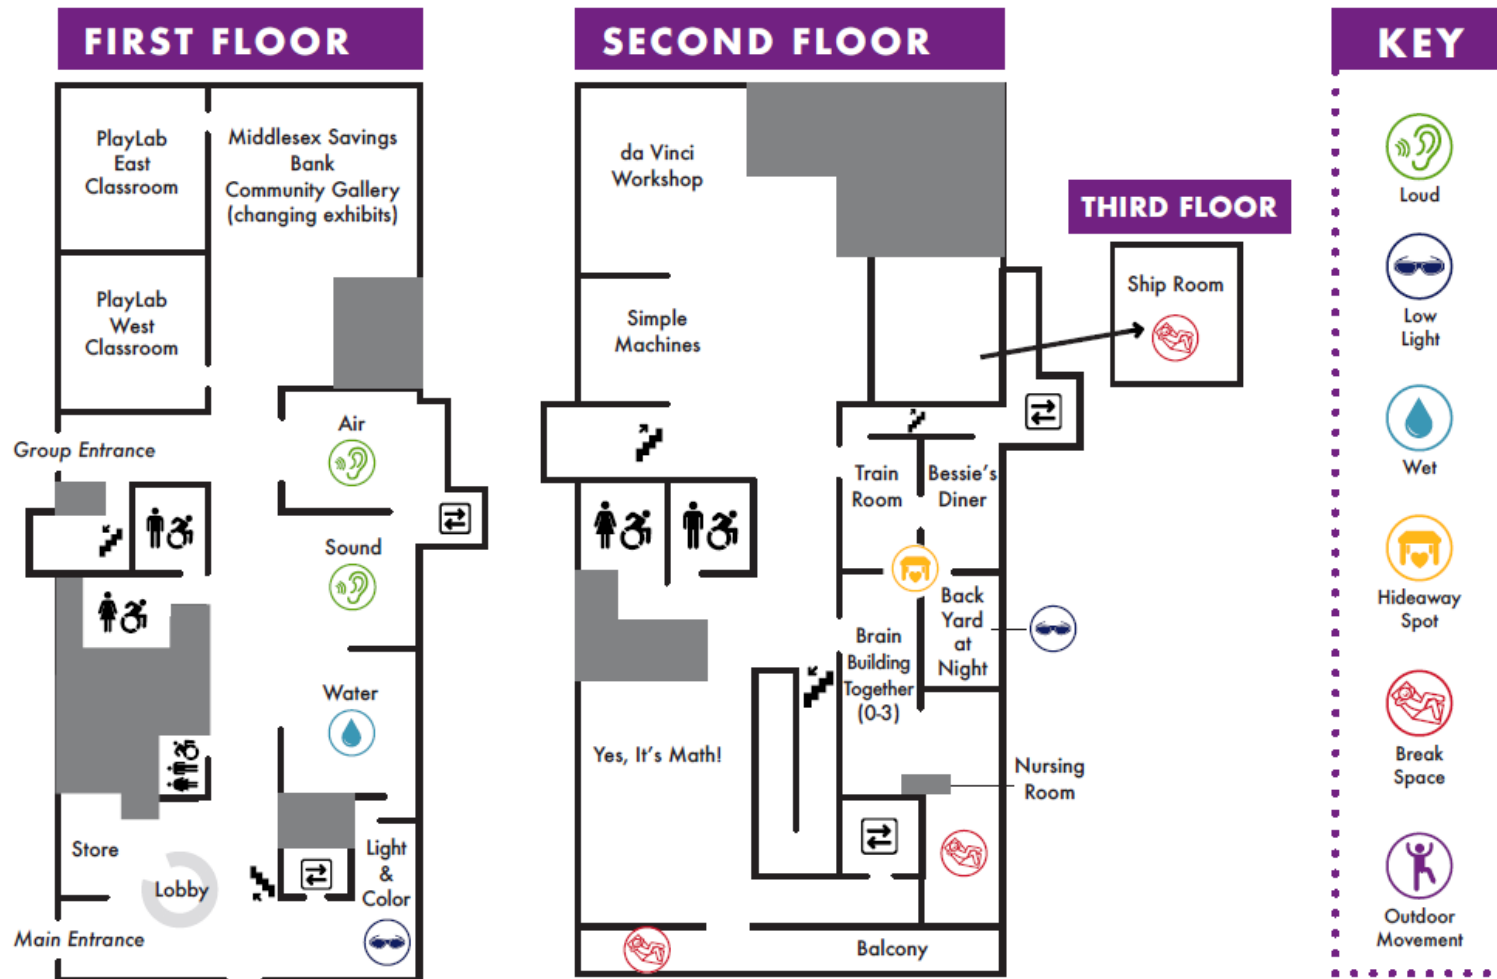 FIRST FLOOR
PlayLab
East
Classroom
Middlesex Savings
Bank
Community Gallery
(changing exhibits)
PlayLab
West
Classroom
Air
Group Entrance
Sound
Water
Store
Lobby
Light
&
Color
Main Entrance
SECOND FLOOR
da Vinci
Workshop
Simple
Machines
Train
Room
Bessie's
Diner
Back
Yard
at
Night
Brain
Building
Together
(0-3)
Yes, It's Math!
Nursing
Room
Balcony
THIRD FLOOR
Ship Room
KEY
Loud
Low
Light
Wet
Hideaway
Spot
Break
Space
Outdoor
Movement